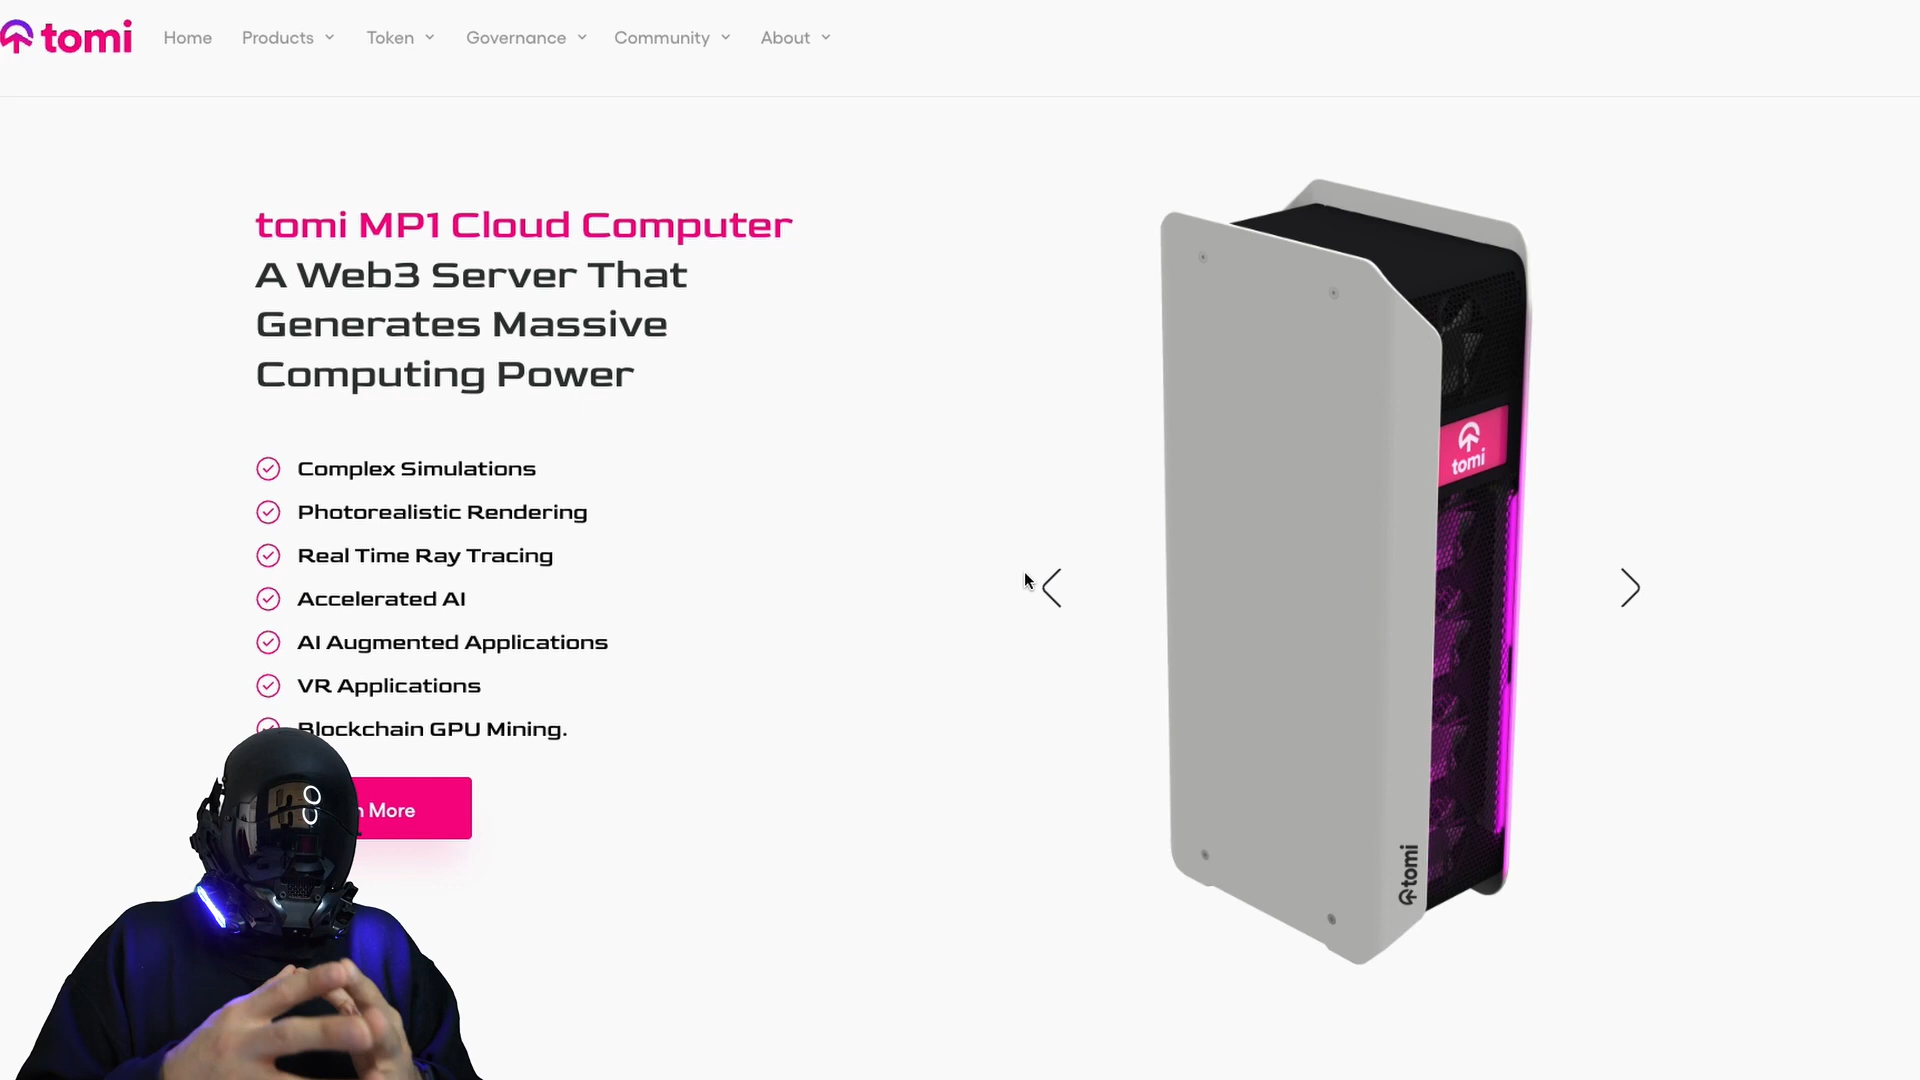 tomi
Home
Products
Token
Governance
Community
About
tomi MP1 Cloud Computer
A Web3 Server That
Generates Massive
Computing Power
Complex Simulations
Photorealistic Rendering
Real Time Ray Tracing
Accelerated AI
AI Augmented Applications
VR Applications
Blockchain GPU Mining.
More
tomi
tomi